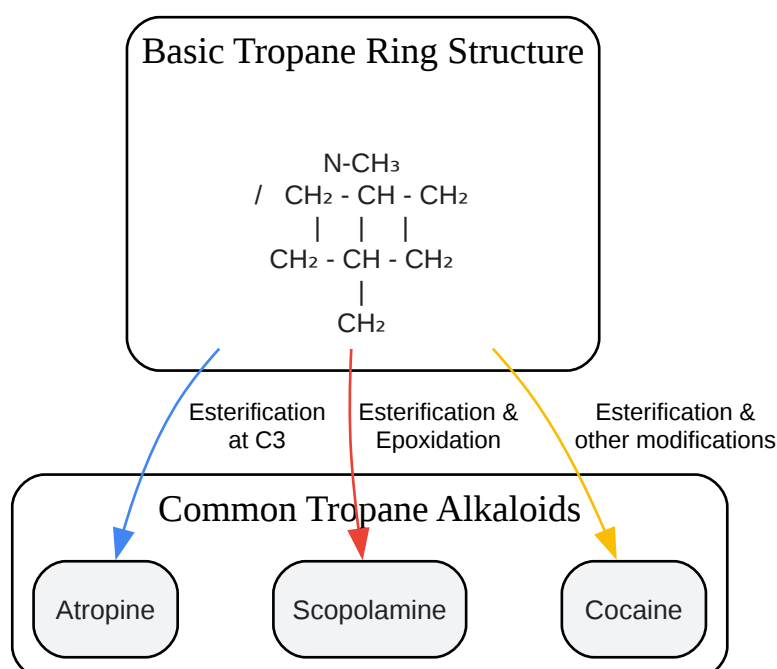 Basic Tropane Ring Structure
N-CH₃
/ CH₂ - CH - CH₂
| | |
CH₂ - CH - CH₂
|
CH₂
Esterification
at C3
Esterification &
Epoxidation
Esterification &
other modifications
Common Tropane Alkaloids
Atropine
Scopolamine
Cocaine